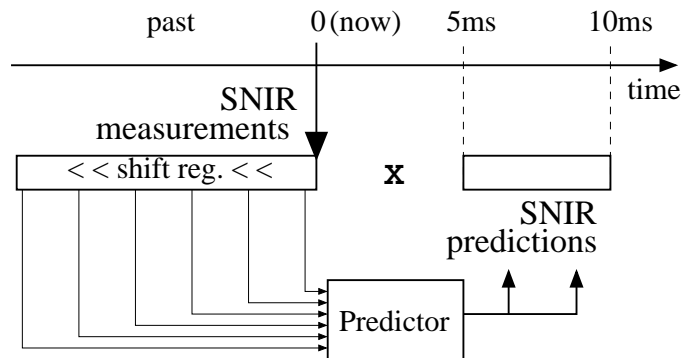 past 0 (now) 5ms 10ms
time
SNIR
measurements
< < shift reg. < <
x
SNIR
predictions
Predictor